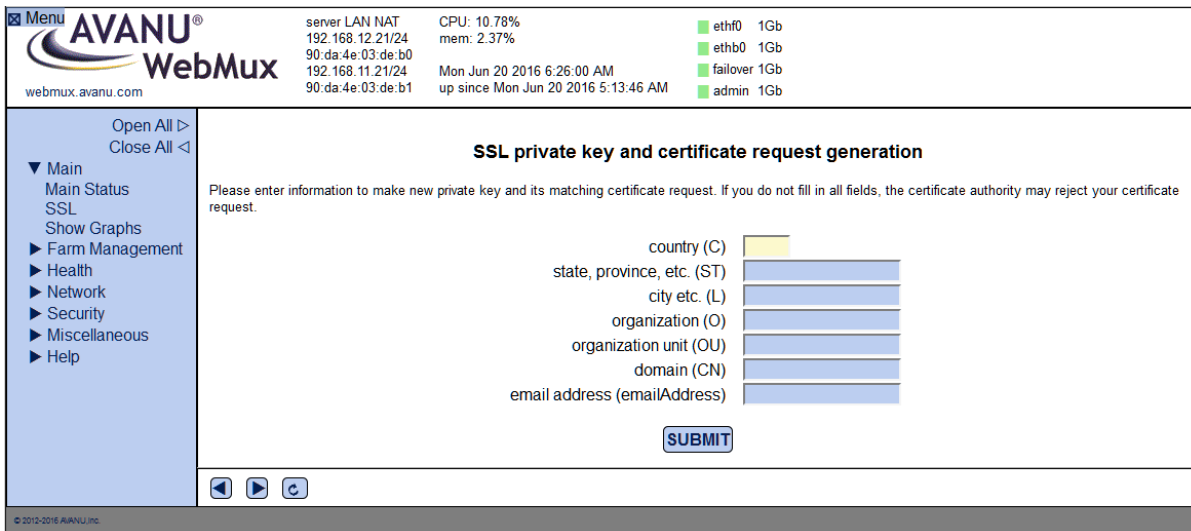 Menu
AVANU®
WebMux
webmux.avanu.com
server LAN NAT
192.168.12.21/24
90:da:4e:03:de:b0
192.168.11.21/24
90:da:4e:03:de:b1
CPU: 10.78%
mem: 2.37%
Mon Jun 20 2016 6:26:00 AM
up since Mon Jun 20 2016 5:13:46 AM
ethf0 1Gb
ethb0 1Gb
failover 1Gb
admin 1Gb
Open All ▷
Close All ◁
▼ Main
Main Status
SSL
Show Graphs
▶ Farm Management
▶ Health
▶ Network
▶ Security
▶ Miscellaneous
▶ Help
SSL private key and certificate request generation
Please enter information to make new private key and its matching certificate request. If you do not fill in all fields, the certificate authority may reject your certificate
request.
country (C)
state, province, etc. (ST)
city etc. (L)
organization (O)
organization unit (OU)
domain (CN)
email address (emailAddress)
SUBMIT
© 2012-2016 AVANU, Inc.